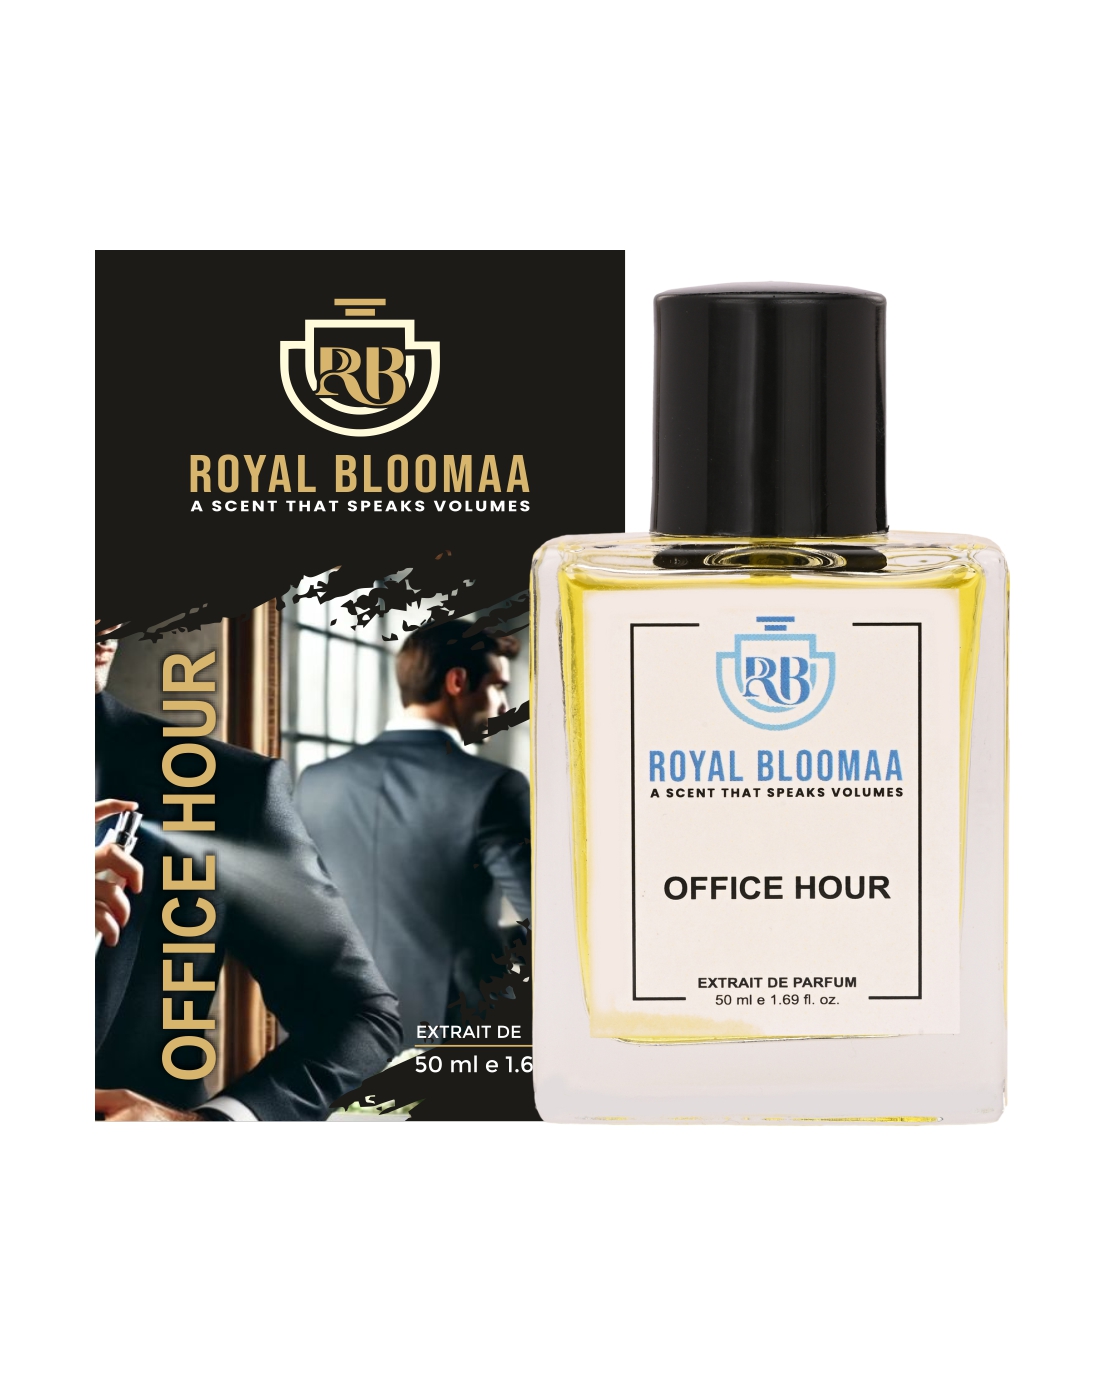 RB
ROYAL BLOOMAA
A SCENT THAT SPEAKS VOLUMES
OFFICE HOUR
EXTRAIT DE
50 ml e 1.6
RB
ROYAL BLOOMAA
A SCENT THAT SPEAKS VOLUMES
OFFICE HOUR
EXTRAIT DE PARFUM
50 ml e 1.69 fl. oz.